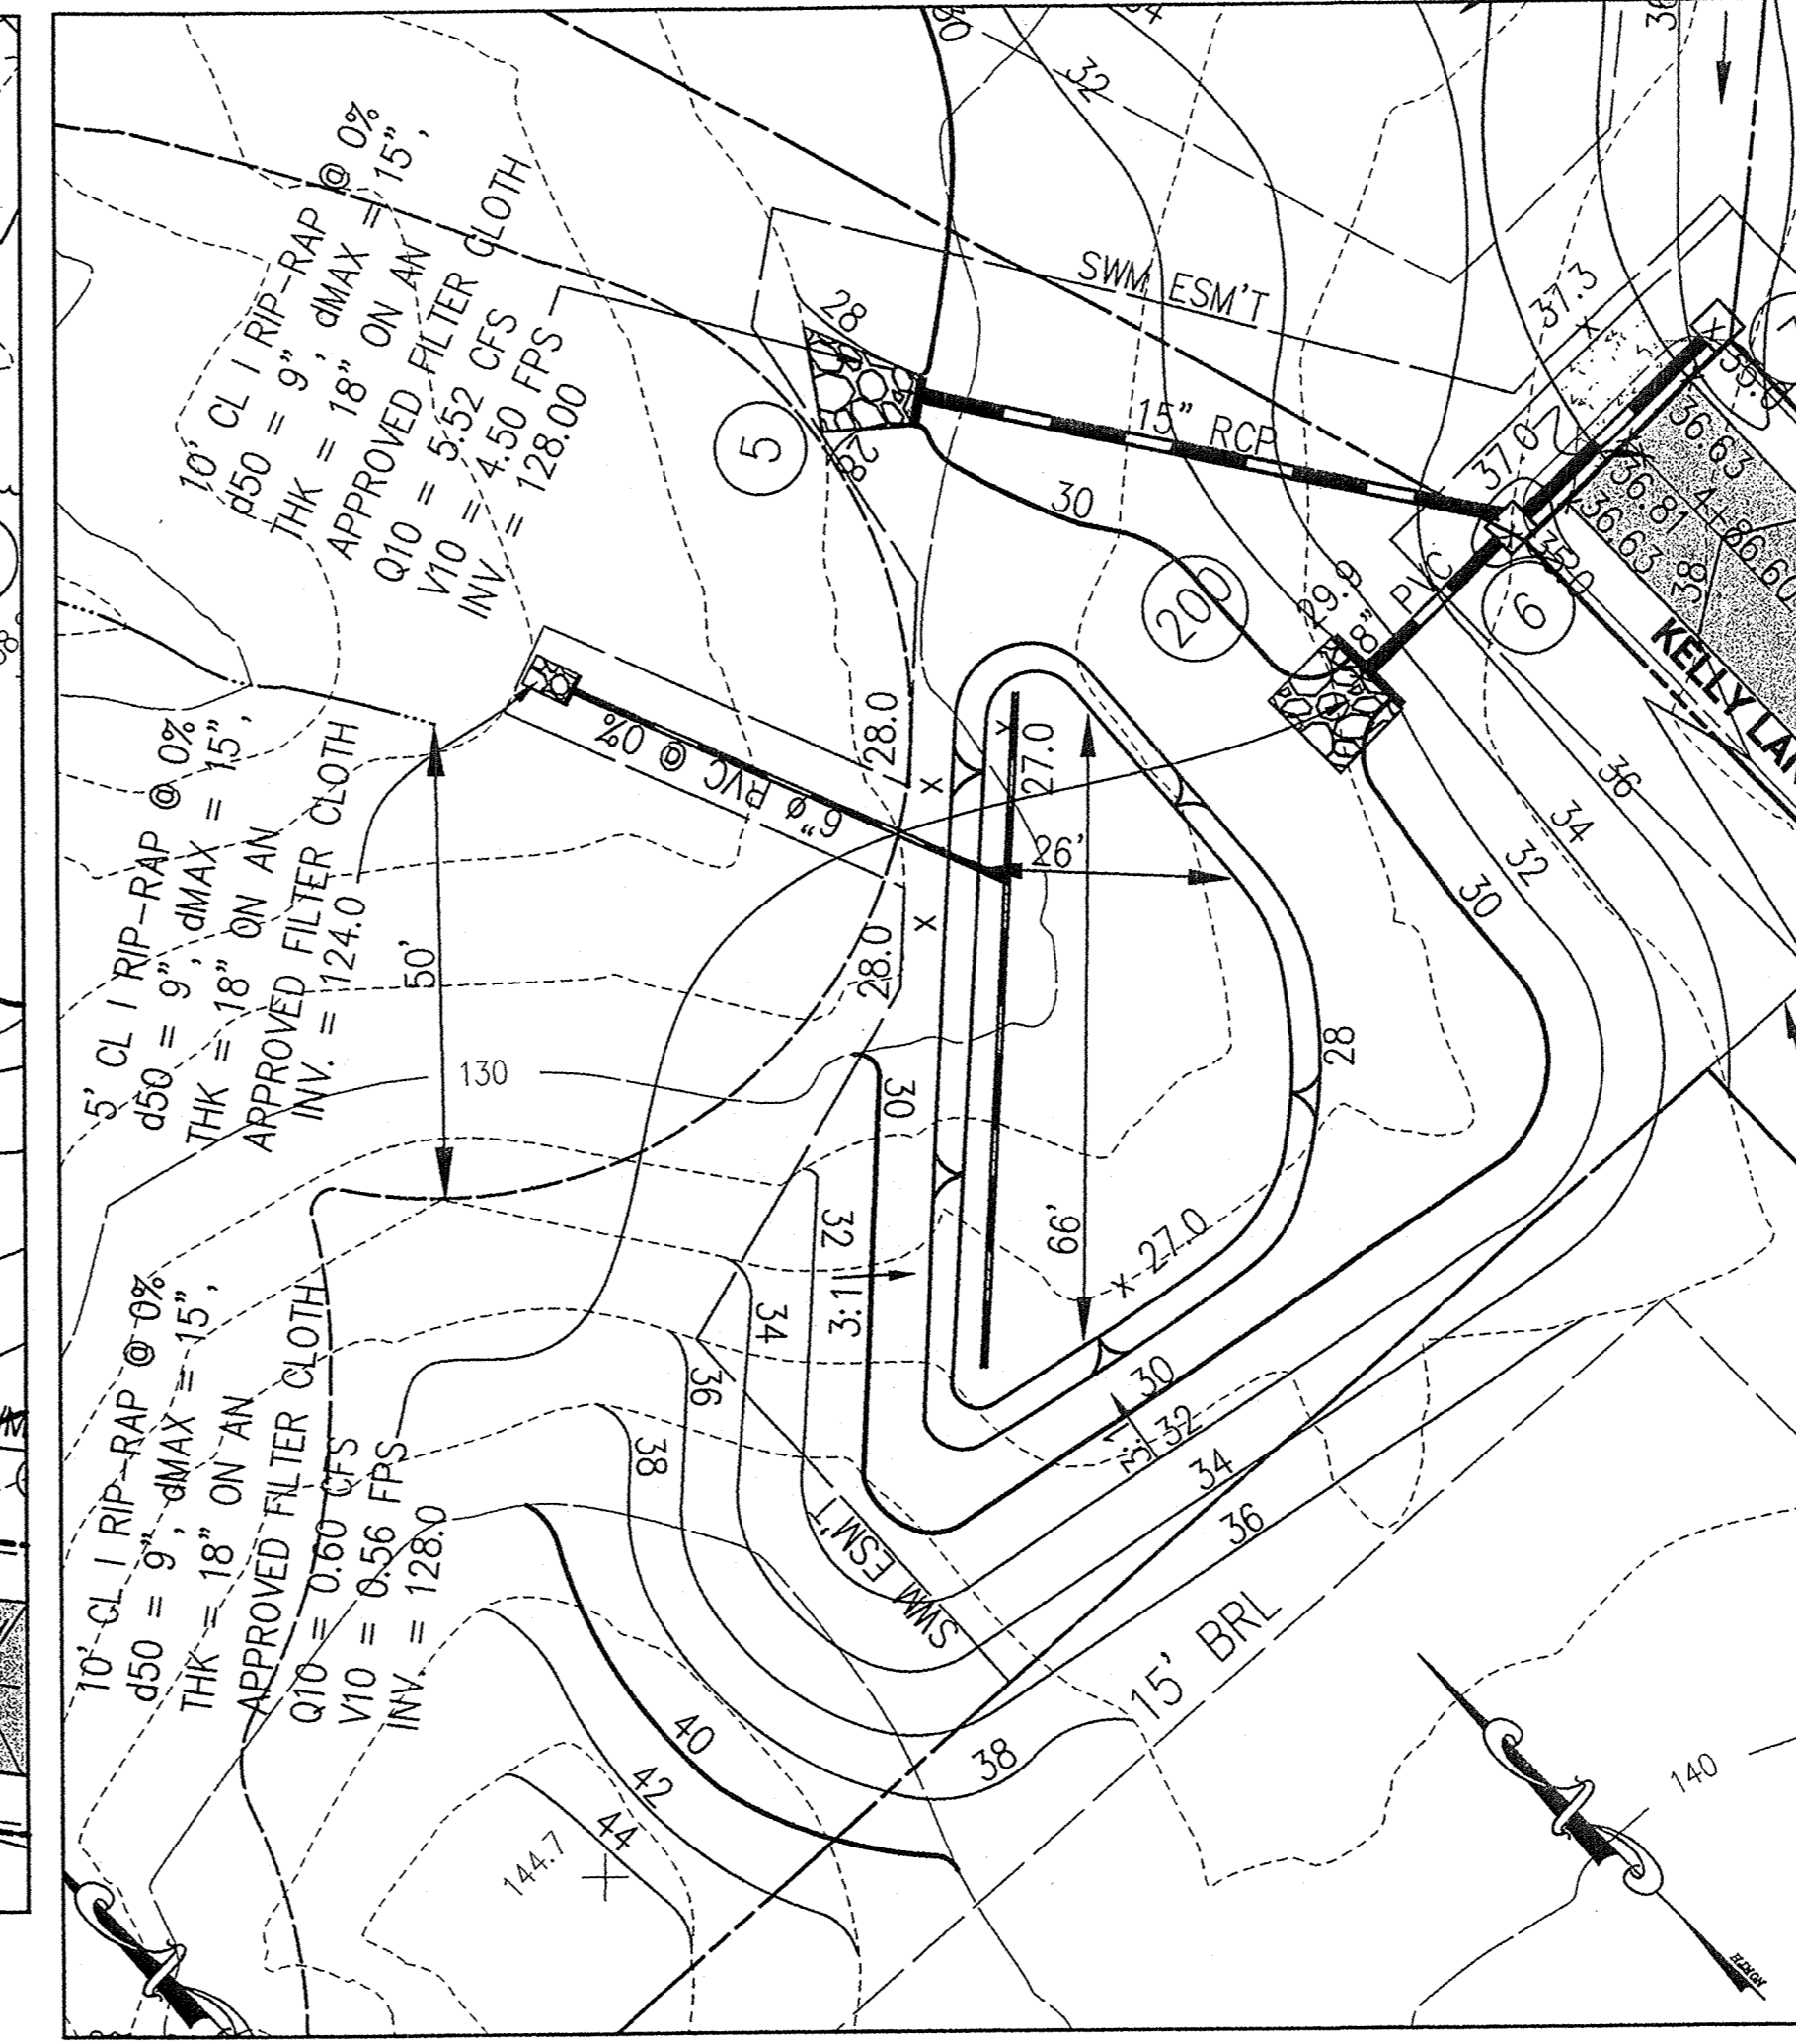 10' CL I RIP-RAP @ 0%
d50 = 9", dMAX = 15",
THK = 18" ON AN
APPROVED FILTER CLOTH
Q10 = 5.52 CFS
V10 = 4.50 FPS
INV = 128.00
5' CL I RIP-RAP @ 0%
d50 = 9", dMAX = 15",
THK = 18" ON AN
APPROVED FILTER CLOTH
INV. = 124.0
10' CL I RIP-RAP @ 0%
d50 = 9", dMAX = 15",
THK = 18" ON AN
APPROVED FILTER CLOTH
Q10 = 0.60 CFS
V10 = 0.56 FPS
INV. = 128.0
32
SWM ESM'T
37.3
28
28
5
15" RCP
30
37.0
36.63
36.81
36.63
4+86.60
38
35.0
200
29.9
8" PVC
6
KELLY LAN
6" ø PVC @ 0%
28.0
28.0
27.0
26'
50'
130
99'
27.0
28
36
34
32
30
30
32
34
36
38
3:1
3:1
30
32
34
36
38
SWM ESM'T
15' BRL
40
42
44
144.7
140
NORTH